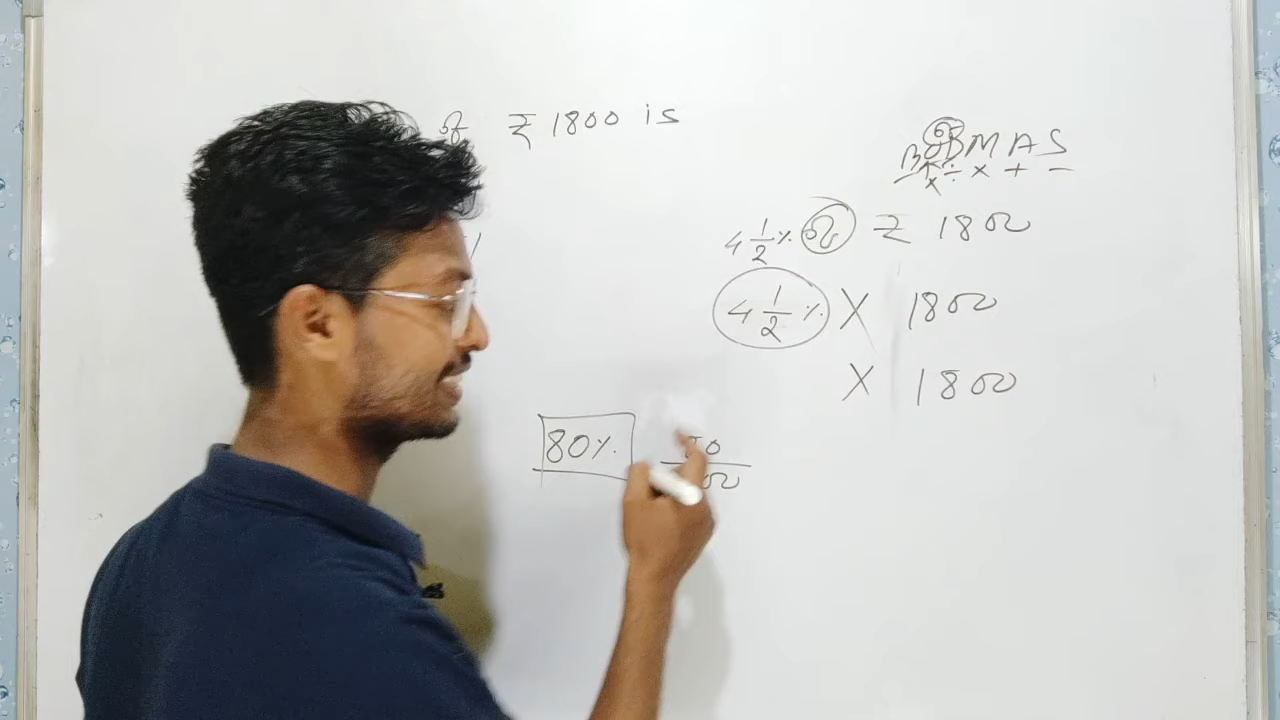 of ₹ 1800 is
BODMAS
× ÷ × + −
4 1/2 % of ₹ 1800
4 1/2 % × 1800
× 1800
80%